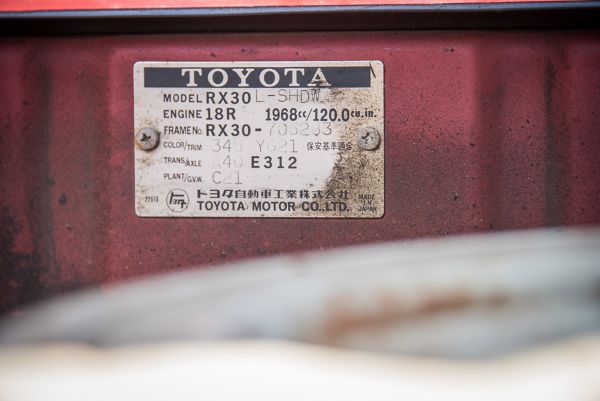 TOYOTA
MODEL RX30 L-SHDW
ENGINE 18R 1968cc/120.0cu.in.
FRAME No. RX30-
COLOR/TRIM YG21 保安基準適合
TRANS./AXLE A40 E312
PLANT/G.V.W. C21
トヨタ自動車工業株式会社
TOYOTA MOTOR CO.,LTD.
MADE IN JAPAN